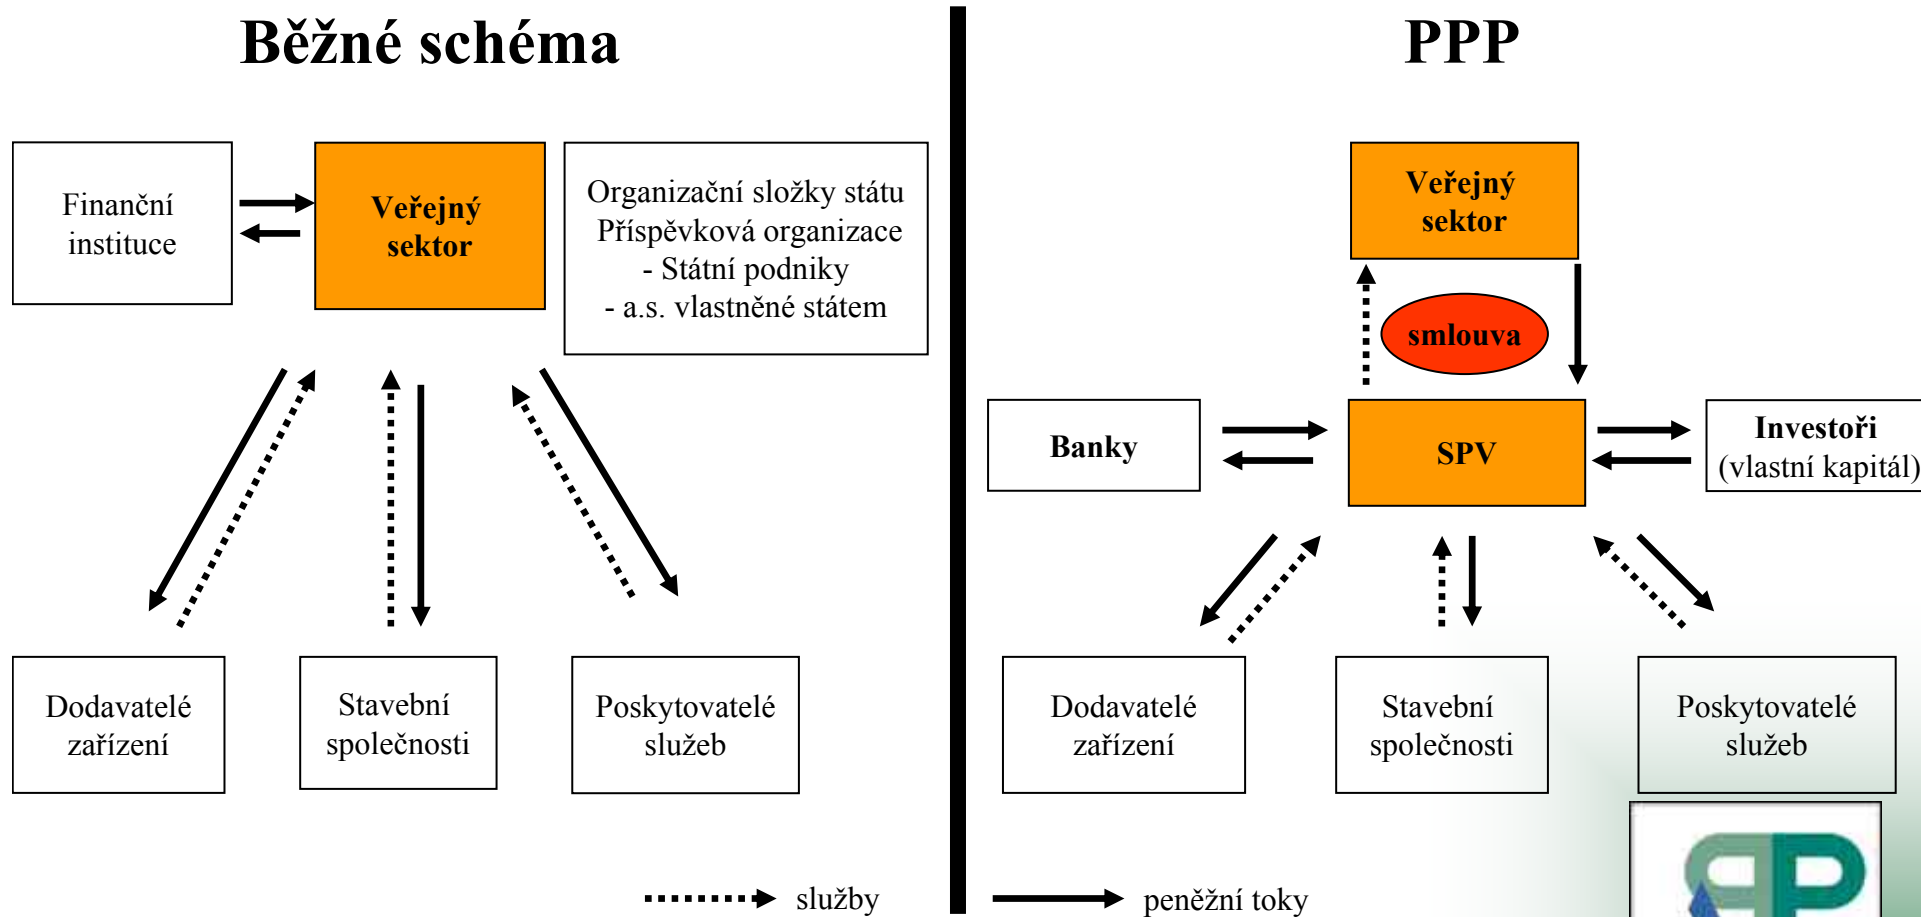 Běžné schéma
Finanční
instituce
Veřejný
sektor
Organizační složky státu
Příspěvková organizace
- Státní podniky
- a.s. vlastněné státem
Dodavatelé
zařízení
Stavební
společnosti
Poskytovatelé
služeb
PPP
Veřejný
sektor
smlouva
Banky
SPV
Investoři
(vlastní kapitál)
Dodavatelé
zařízení
Stavební
společnosti
Poskytovatelé
služeb
služby
peněžní toky